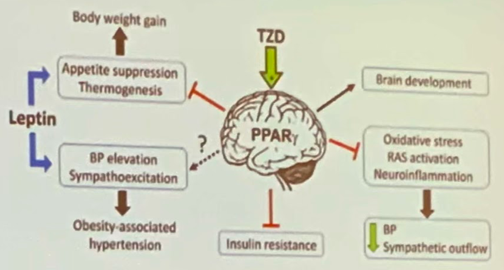 Body weight gain
TZD
Appetite suppression
Thermogenesis
Brain development
Leptin
PPARγ
?
BP elevation
Sympathoexcitation
Oxidative stress
RAS activation
Neuroinflammation
Obesity-associated
hypertension
Insulin resistance
BP
Sympathetic outflow